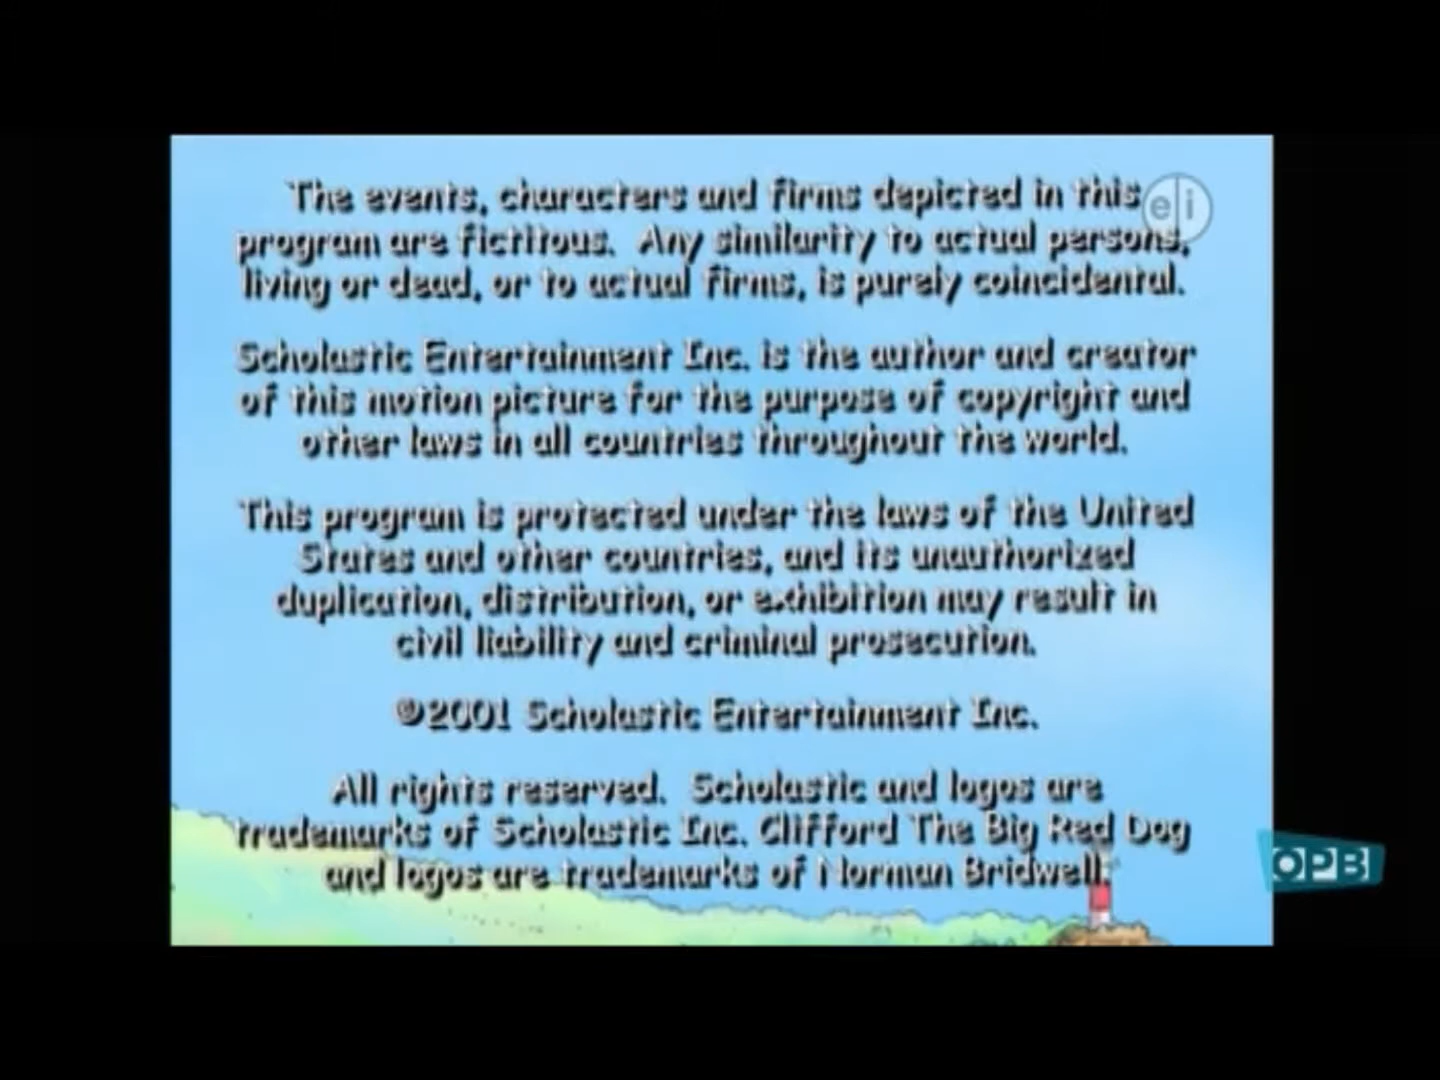 The events, characters and firms depicted in this
program are fictitous. Any similarity to actual persons,
living or dead, or to actual firms, is purely coincidental.
Scholastic Entertainment Inc. is the author and creator
of this motion picture for the purpose of copyright and
other laws in all countries throughout the world.
This program is protected under the laws of the United
States and other countries, and its unauthorized
duplication, distribution, or exhibition may result in
civil liability and criminal prosecution.
©2001 Scholastic Entertainment Inc.
All rights reserved. Scholastic and logos are
trademarks of Scholastic Inc. Clifford The Big Red Dog
and logos are trademarks of Norman Bridwell.
e/i
OPB